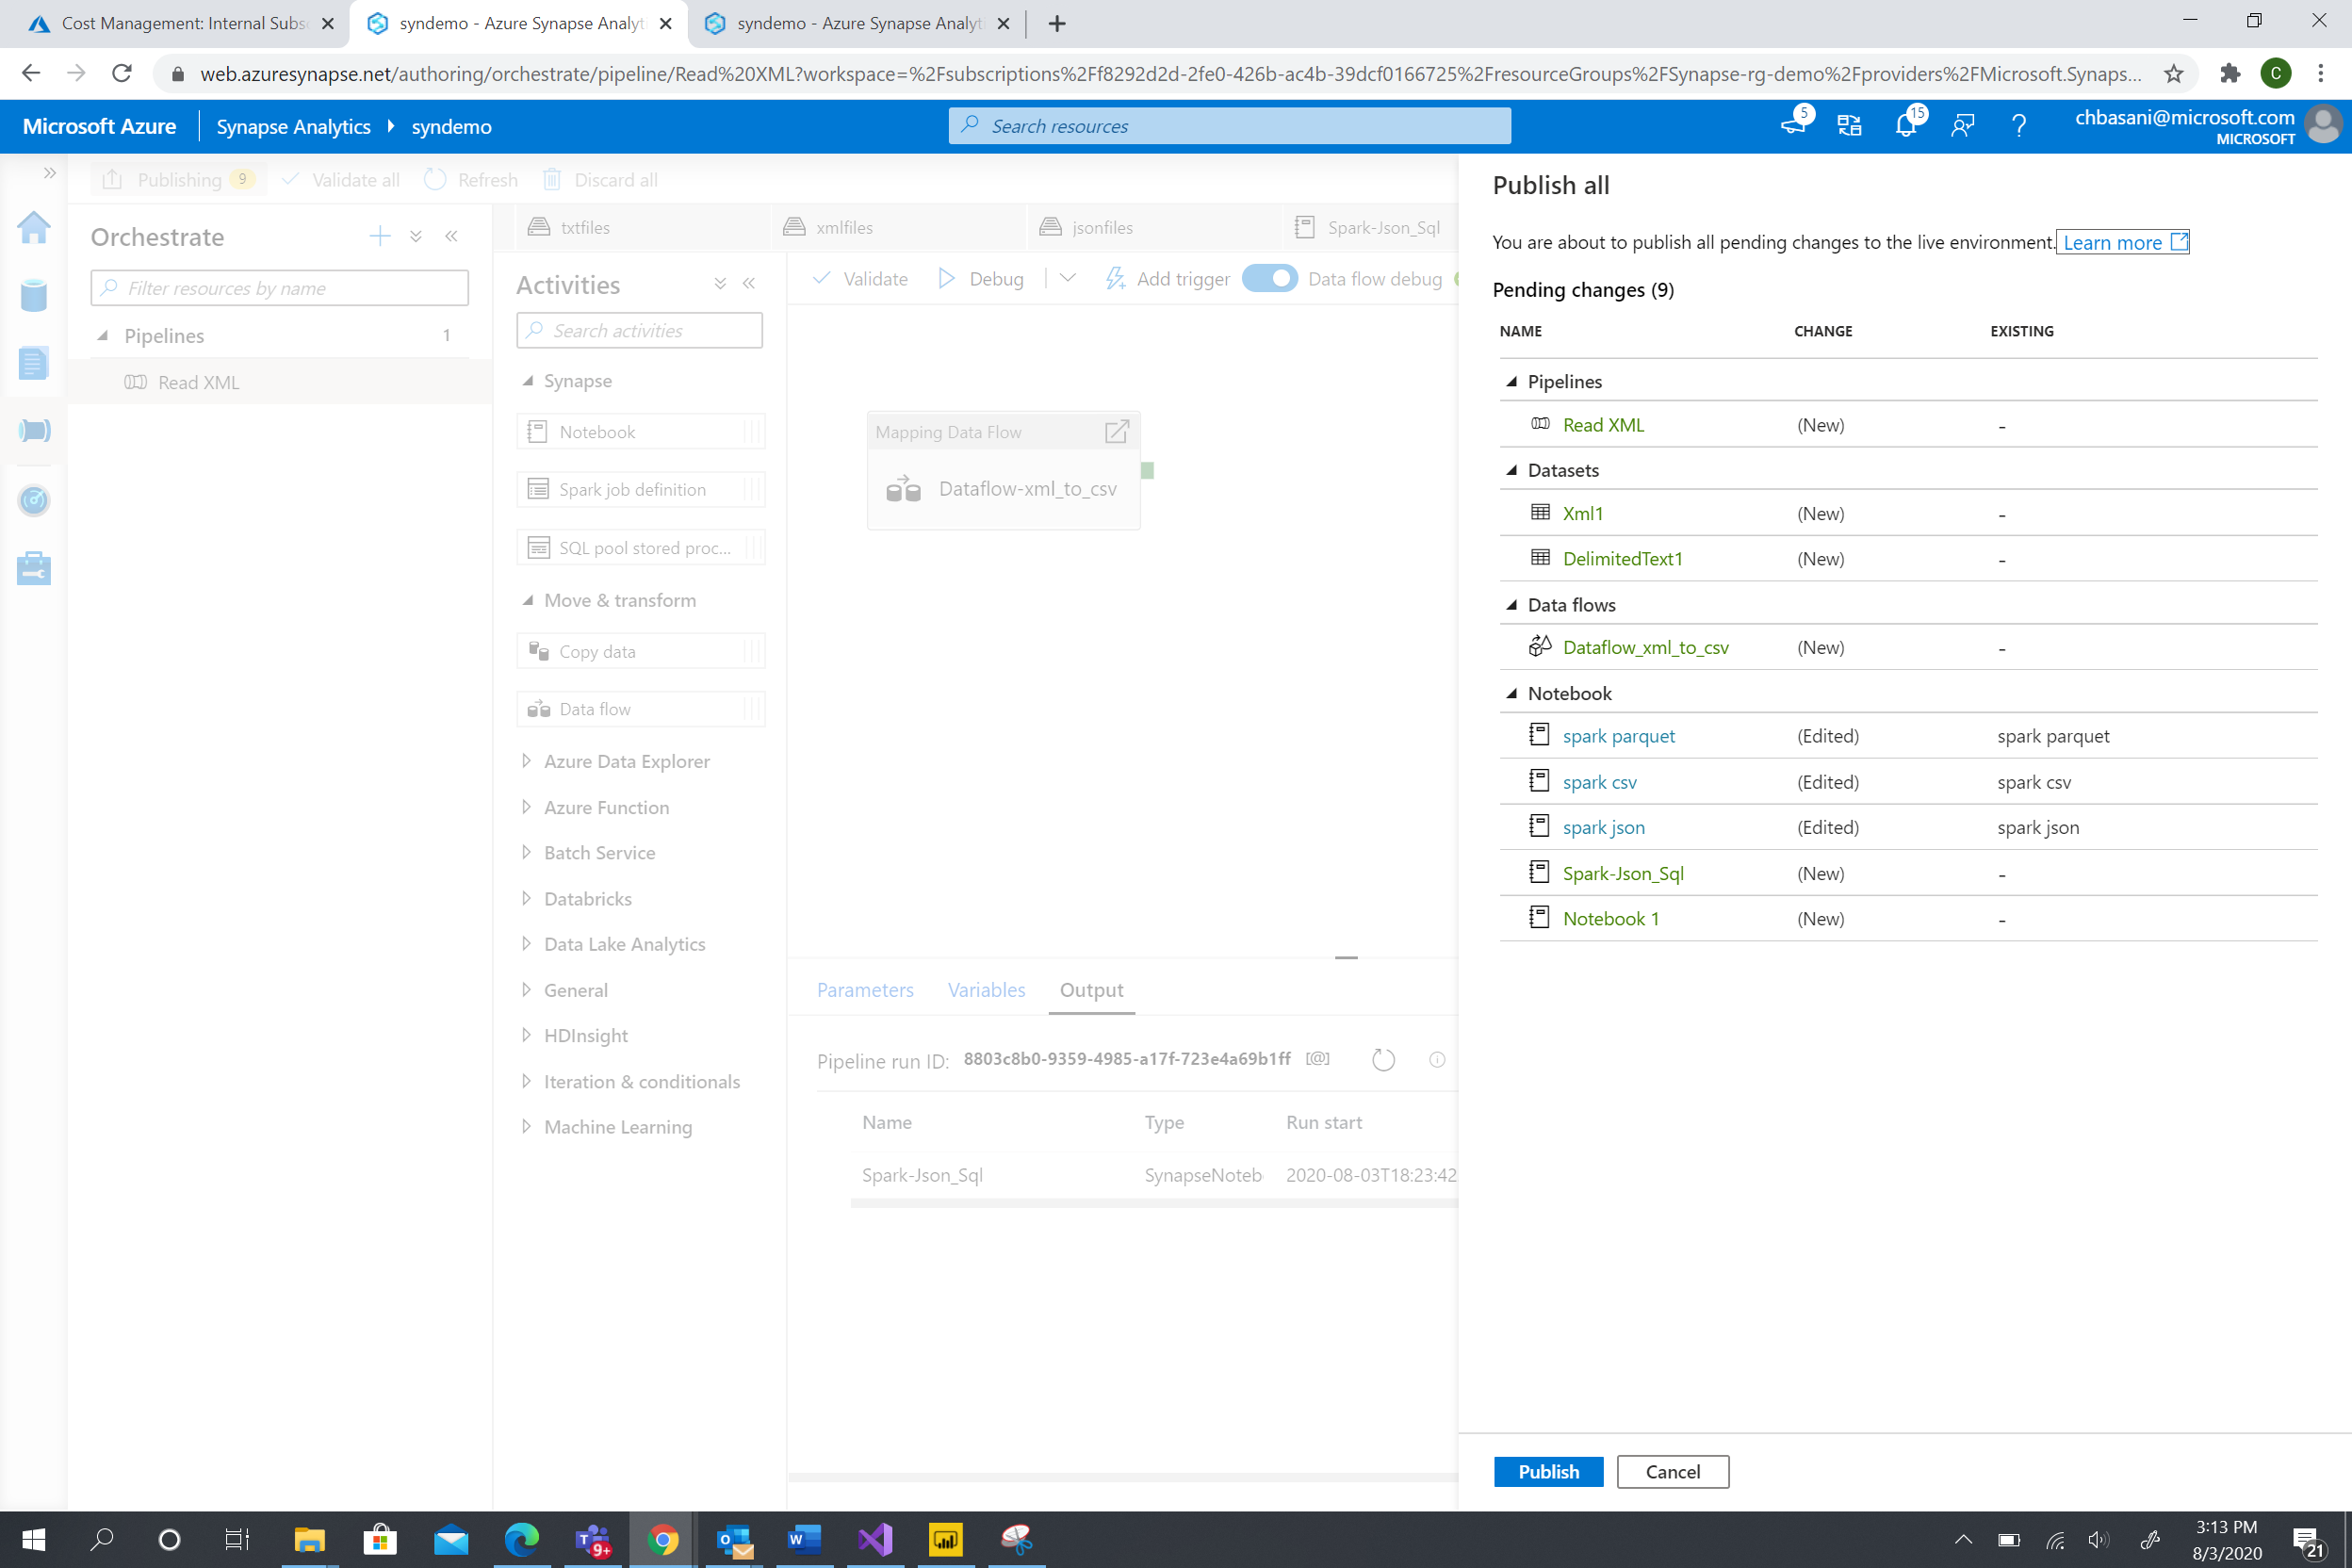 Cost Management: Internal Subs
syndemo - Azure Synapse Analyt
syndemo - Azure Synapse Analyt
web.azuresynapse.net/authoring/orchestrate/pipeline/Read%20XML?workspace=%2Fsubscriptions%2Ff8292d2d-2fe0-426b-ac4b-39dcf0166725%2FresourceGroups%2FSynapse-rg-demo%2Fproviders%2FMicrosoft.Synaps...
C
Microsoft Azure
Synapse Analytics
syndemo
Search resources
5
15
chbasani@microsoft.com
MICROSOFT
Publishing 9
Validate all
Refresh
Discard all
Orchestrate
Filter resources by name
Pipelines 1
Read XML
txtfiles
xmlfiles
jsonfiles
Spark-Json_Sql
Activities
Search activities
Synapse
Notebook
Spark job definition
SQL pool stored proc...
Move & transform
Copy data
Data flow
Azure Data Explorer
Azure Function
Batch Service
Databricks
Data Lake Analytics
General
HDInsight
Iteration & conditionals
Machine Learning
Validate
Debug
Add trigger
Data flow debug
Mapping Data Flow
Dataflow-xml_to_csv
Parameters
Variables
Output
Pipeline run ID: 8803c8b0-9359-4985-a17f-723e4a69b1ff
Name Type Run start
Spark-Json_Sql SynapseNoteb 2020-08-03T18:23:42
Publish all
You are about to publish all pending changes to the live environment. Learn more
Pending changes (9)
NAME CHANGE EXISTING
Pipelines
Read XML (New) -
Datasets
Xml1 (New) -
DelimitedText1 (New) -
Data flows
Dataflow_xml_to_csv (New) -
Notebook
spark parquet (Edited) spark parquet
spark csv (Edited) spark csv
spark json (Edited) spark json
Spark-Json_Sql (New) -
Notebook 1 (New) -
Publish
Cancel
9+
3:13 PM
8/3/2020
21